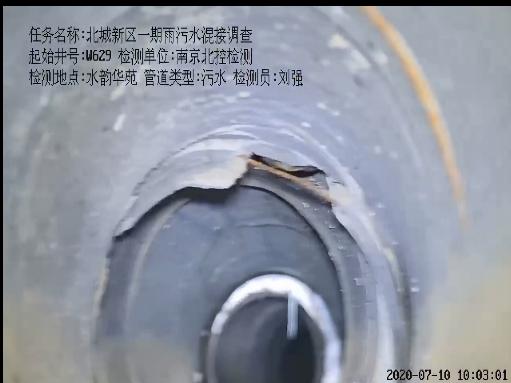 任务名称:北城新区一期雨污水混接调查
起始井号:W629 检测单位:南京北控检测
检测地点:水韵华苑 管道类型:污水 检测员:刘强
2020-07-10 10:03:01